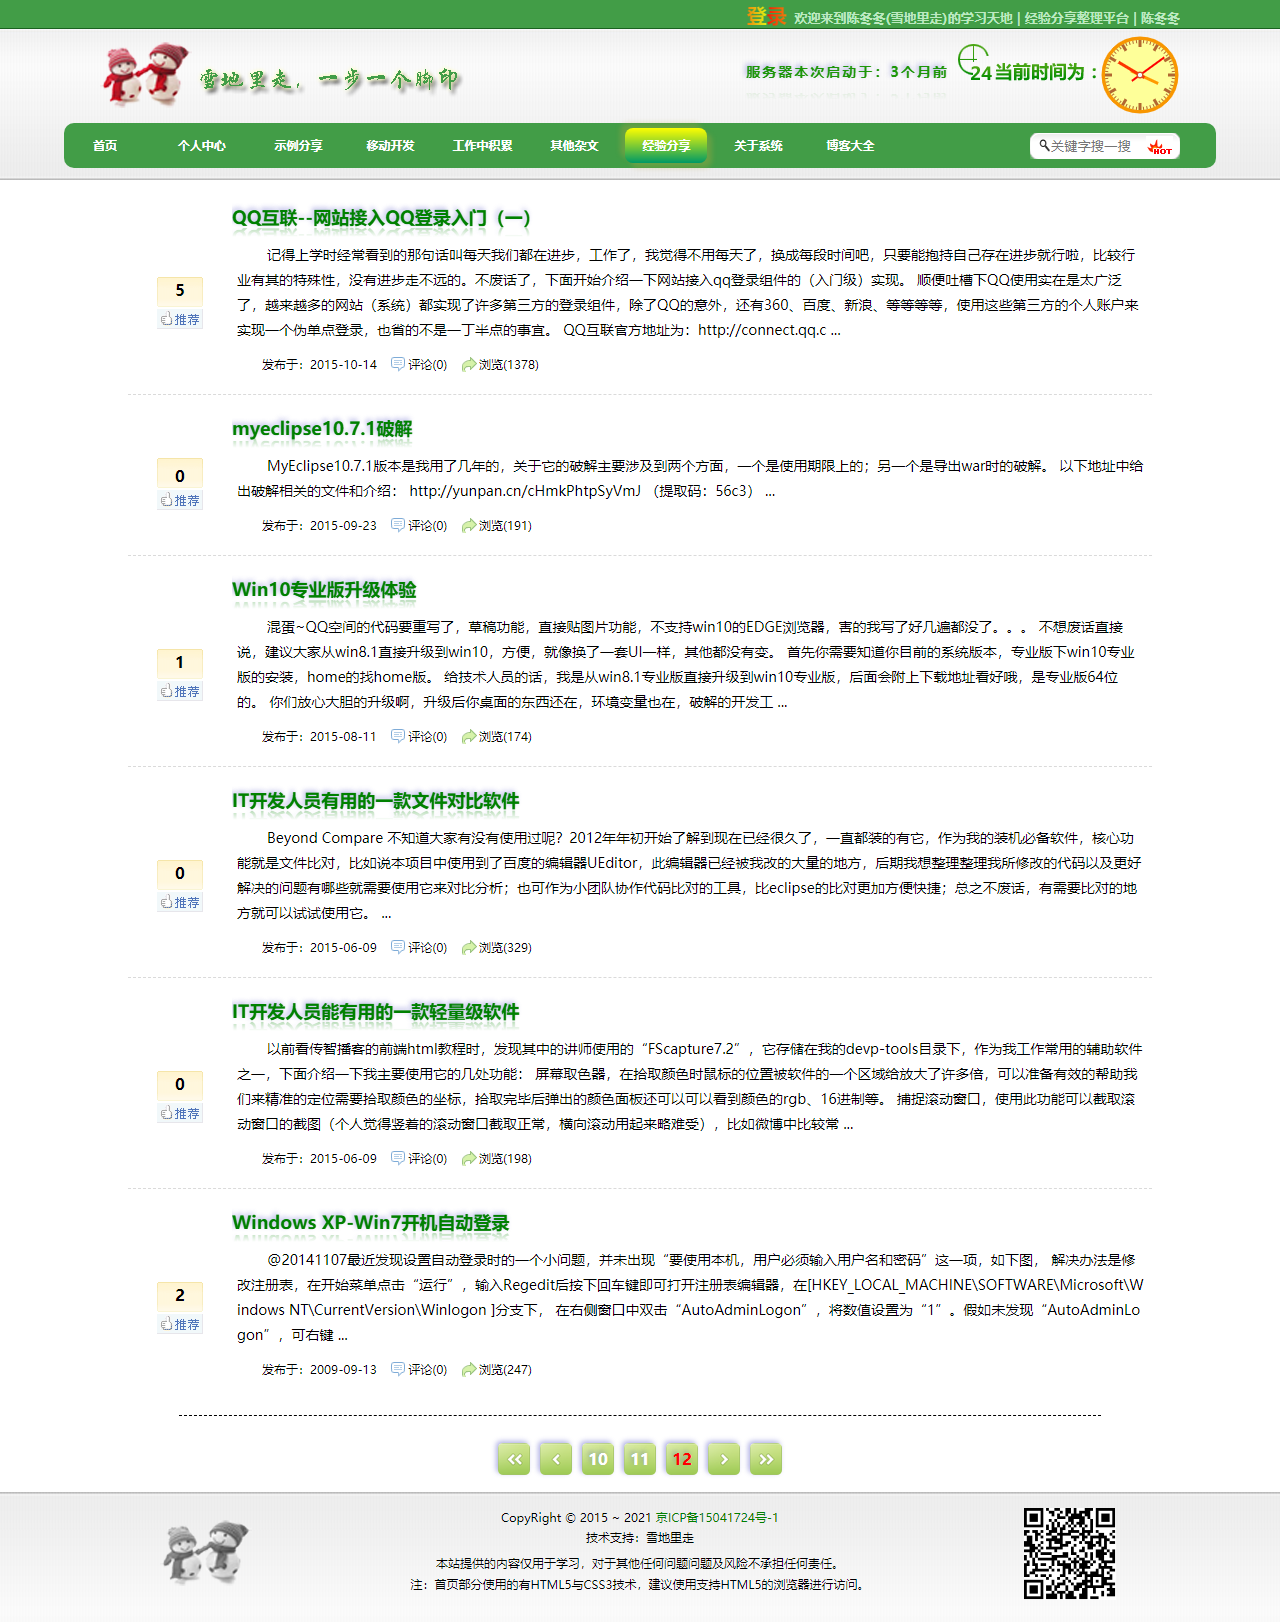 登录 欢迎来到陈冬冬(雪地里走)的学习天地 | 经验分享整理平台 | 陈冬冬
雪地里走，一步一个脚印
服务器本次启动于：3个月前 24 当前时间为：
首页 个人中心 示例分享 移动开发 工作中积累 其他杂文 经验分享 关于系统 博客大全 关键字搜一搜 HOT
QQ互联--网站接入QQ登录入门（一）
记得上学时经常看到的那句话叫每天我们都在进步，工作了，我觉得不用每天了，换成每段时间吧，只要能抱持自己存在进步就行啦，比较行
业有其的特殊性，没有进步走不远的。不废话了，下面开始介绍一下网站接入qq登录组件的（入门级）实现。 顺便吐槽下QQ使用实在是太广泛
了，越来越多的网站（系统）都实现了许多第三方的登录组件，除了QQ的意外，还有360、百度、新浪、等等等等，使用这些第三方的个人账户来
实现一个伪单点登录，也省的不是一丁半点的事宜。 QQ互联官方地址为：http://connect.qq.c ...
5
推荐
发布于：2015-10-14 评论(0) 浏览(1378)
myeclipse10.7.1破解
MyEclipse10.7.1版本是我用了几年的，关于它的破解主要涉及到两个方面，一个是使用期限上的；另一个是导出war时的破解。 以下地址中给
出破解相关的文件和介绍： http://yunpan.cn/cHmkPhtpSyVmJ （提取码：56c3） ...
0
推荐
发布于：2015-09-23 评论(0) 浏览(191)
Win10专业版升级体验
混蛋~QQ空间的代码要重写了，草稿功能，直接贴图片功能，不支持win10的EDGE浏览器，害的我写了好几遍都没了。。。 不想废话直接
说，建议大家从win8.1直接升级到win10，方便，就像换了一套UI一样，其他都没有变。 首先你需要知道你目前的系统版本，专业版下win10专业
版的安装，home的找home版。 给技术人员的话，我是从win8.1专业版直接升级到win10专业版，后面会附上下载地址看好哦，是专业版64位
的。 你们放心大胆的升级啊，升级后你桌面的东西还在，环境变量也在，破解的开发工 ...
1
推荐
发布于：2015-08-11 评论(0) 浏览(174)
IT开发人员有用的一款文件对比软件
Beyond Compare 不知道大家有没有使用过呢？2012年年初开始了解到现在已经很久了，一直都装的有它，作为我的装机必备软件，核心功
能就是文件比对，比如说本项目中使用到了百度的编辑器UEditor，此编辑器已经被我改的大量的地方，后期我想整理整理我所修改的代码以及更好
解决的问题有哪些就需要使用它来对比分析；也可作为小团队协作代码比对的工具，比eclipse的比对更加方便快捷；总之不废话，有需要比对的地
方就可以试试使用它。 ...
0
推荐
发布于：2015-06-09 评论(0) 浏览(329)
IT开发人员能有用的一款轻量级软件
以前看传智播客的前端html教程时，发现其中的讲师使用的“FScapture7.2”，它存储在我的devp-tools目录下，作为我工作常用的辅助软件
之一，下面介绍一下我主要使用它的几处功能： 屏幕取色器，在拾取颜色时鼠标的位置被软件的一个区域给放大了许多倍，可以准备有效的帮助我
们来精准的定位需要拾取颜色的坐标，拾取完毕后弹出的颜色面板还可以可以看到颜色的rgb、16进制等。 捕捉滚动窗口，使用此功能可以截取滚
动窗口的截图（个人觉得竖着的滚动窗口截取正常，横向滚动用起来略难受），比如微博中比较常 ...
0
推荐
发布于：2015-06-09 评论(0) 浏览(198)
Windows XP-Win7开机自动登录
@20141107最近发现设置自动登录时的一个小问题，并未出现“要使用本机，用户必须输入用户名和密码”这一项，如下图， 解决办法是修
改注册表，在开始菜单点击“运行”，输入Regedit后按下回车键即可打开注册表编辑器，在[HKEY_LOCAL_MACHINE\SOFTWARE\Microsoft\W
indows NT\CurrentVersion\Winlogon ]分支下， 在右侧窗口中双击“AutoAdminLogon”，将数值设置为“1”。假如未发现“AutoAdminLo
gon”，可右键 ...
2
推荐
发布于：2009-09-13 评论(0) 浏览(247)
« ‹ 10 11 12 › »
CopyRight © 2015 ~ 2021 京ICP备15041724号-1
技术支持：雪地里走
本站提供的内容仅用于学习，对于其他任何问题问题及风险不承担任何责任。
注：首页部分使用的有HTML5与CSS3技术，建议使用支持HTML5的浏览器进行访问。